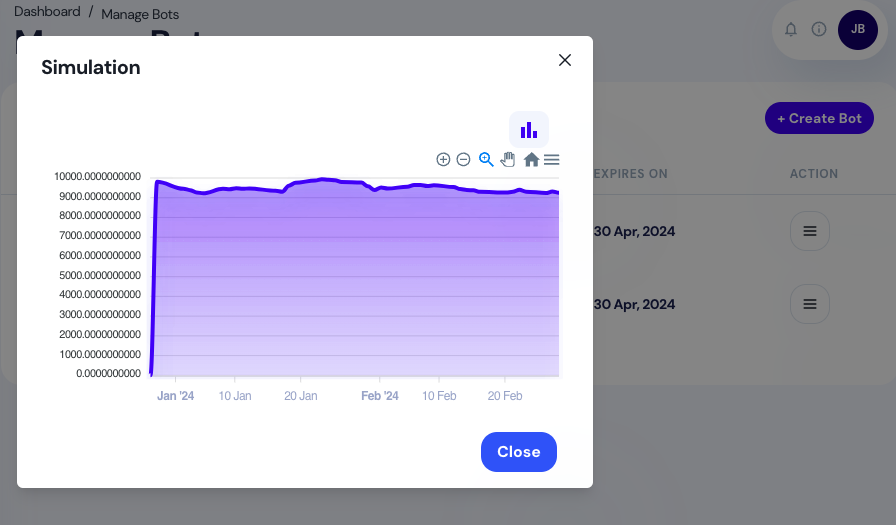 Dashboard / Manage Bots
JB
Simulation
+ Create Bot
EXPIRES ON ACTION
10000.0000000000
9000.0000000000
8000.0000000000
7000.0000000000
6000.0000000000
5000.0000000000
4000.0000000000
3000.0000000000
2000.0000000000
1000.0000000000
0.0000000000
Jan '24 10 Jan 20 Jan Feb '24 10 Feb 20 Feb
30 Apr, 2024
30 Apr, 2024
Close